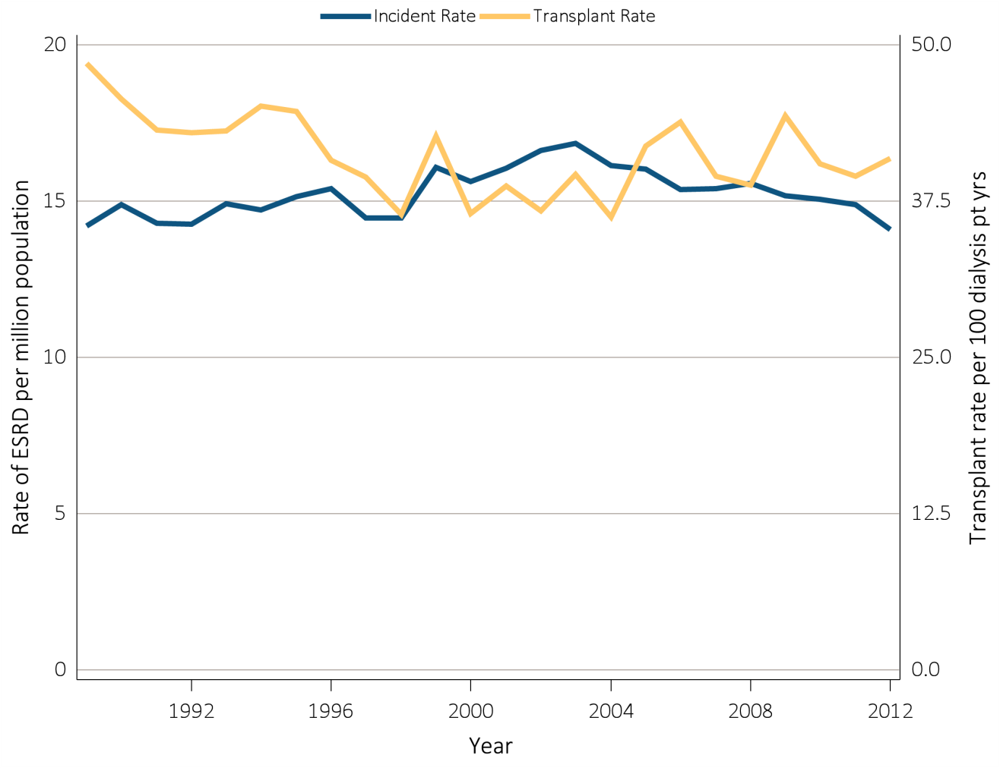 Incident Rate Transplant Rate
20
15
10
5
0
Rate of ESRD per million population
50.0
37.5
25.0
12.5
0.0
Transplant rate per 100 dialysis pt yrs
1992 1996 2000 2004 2008 2012
Year